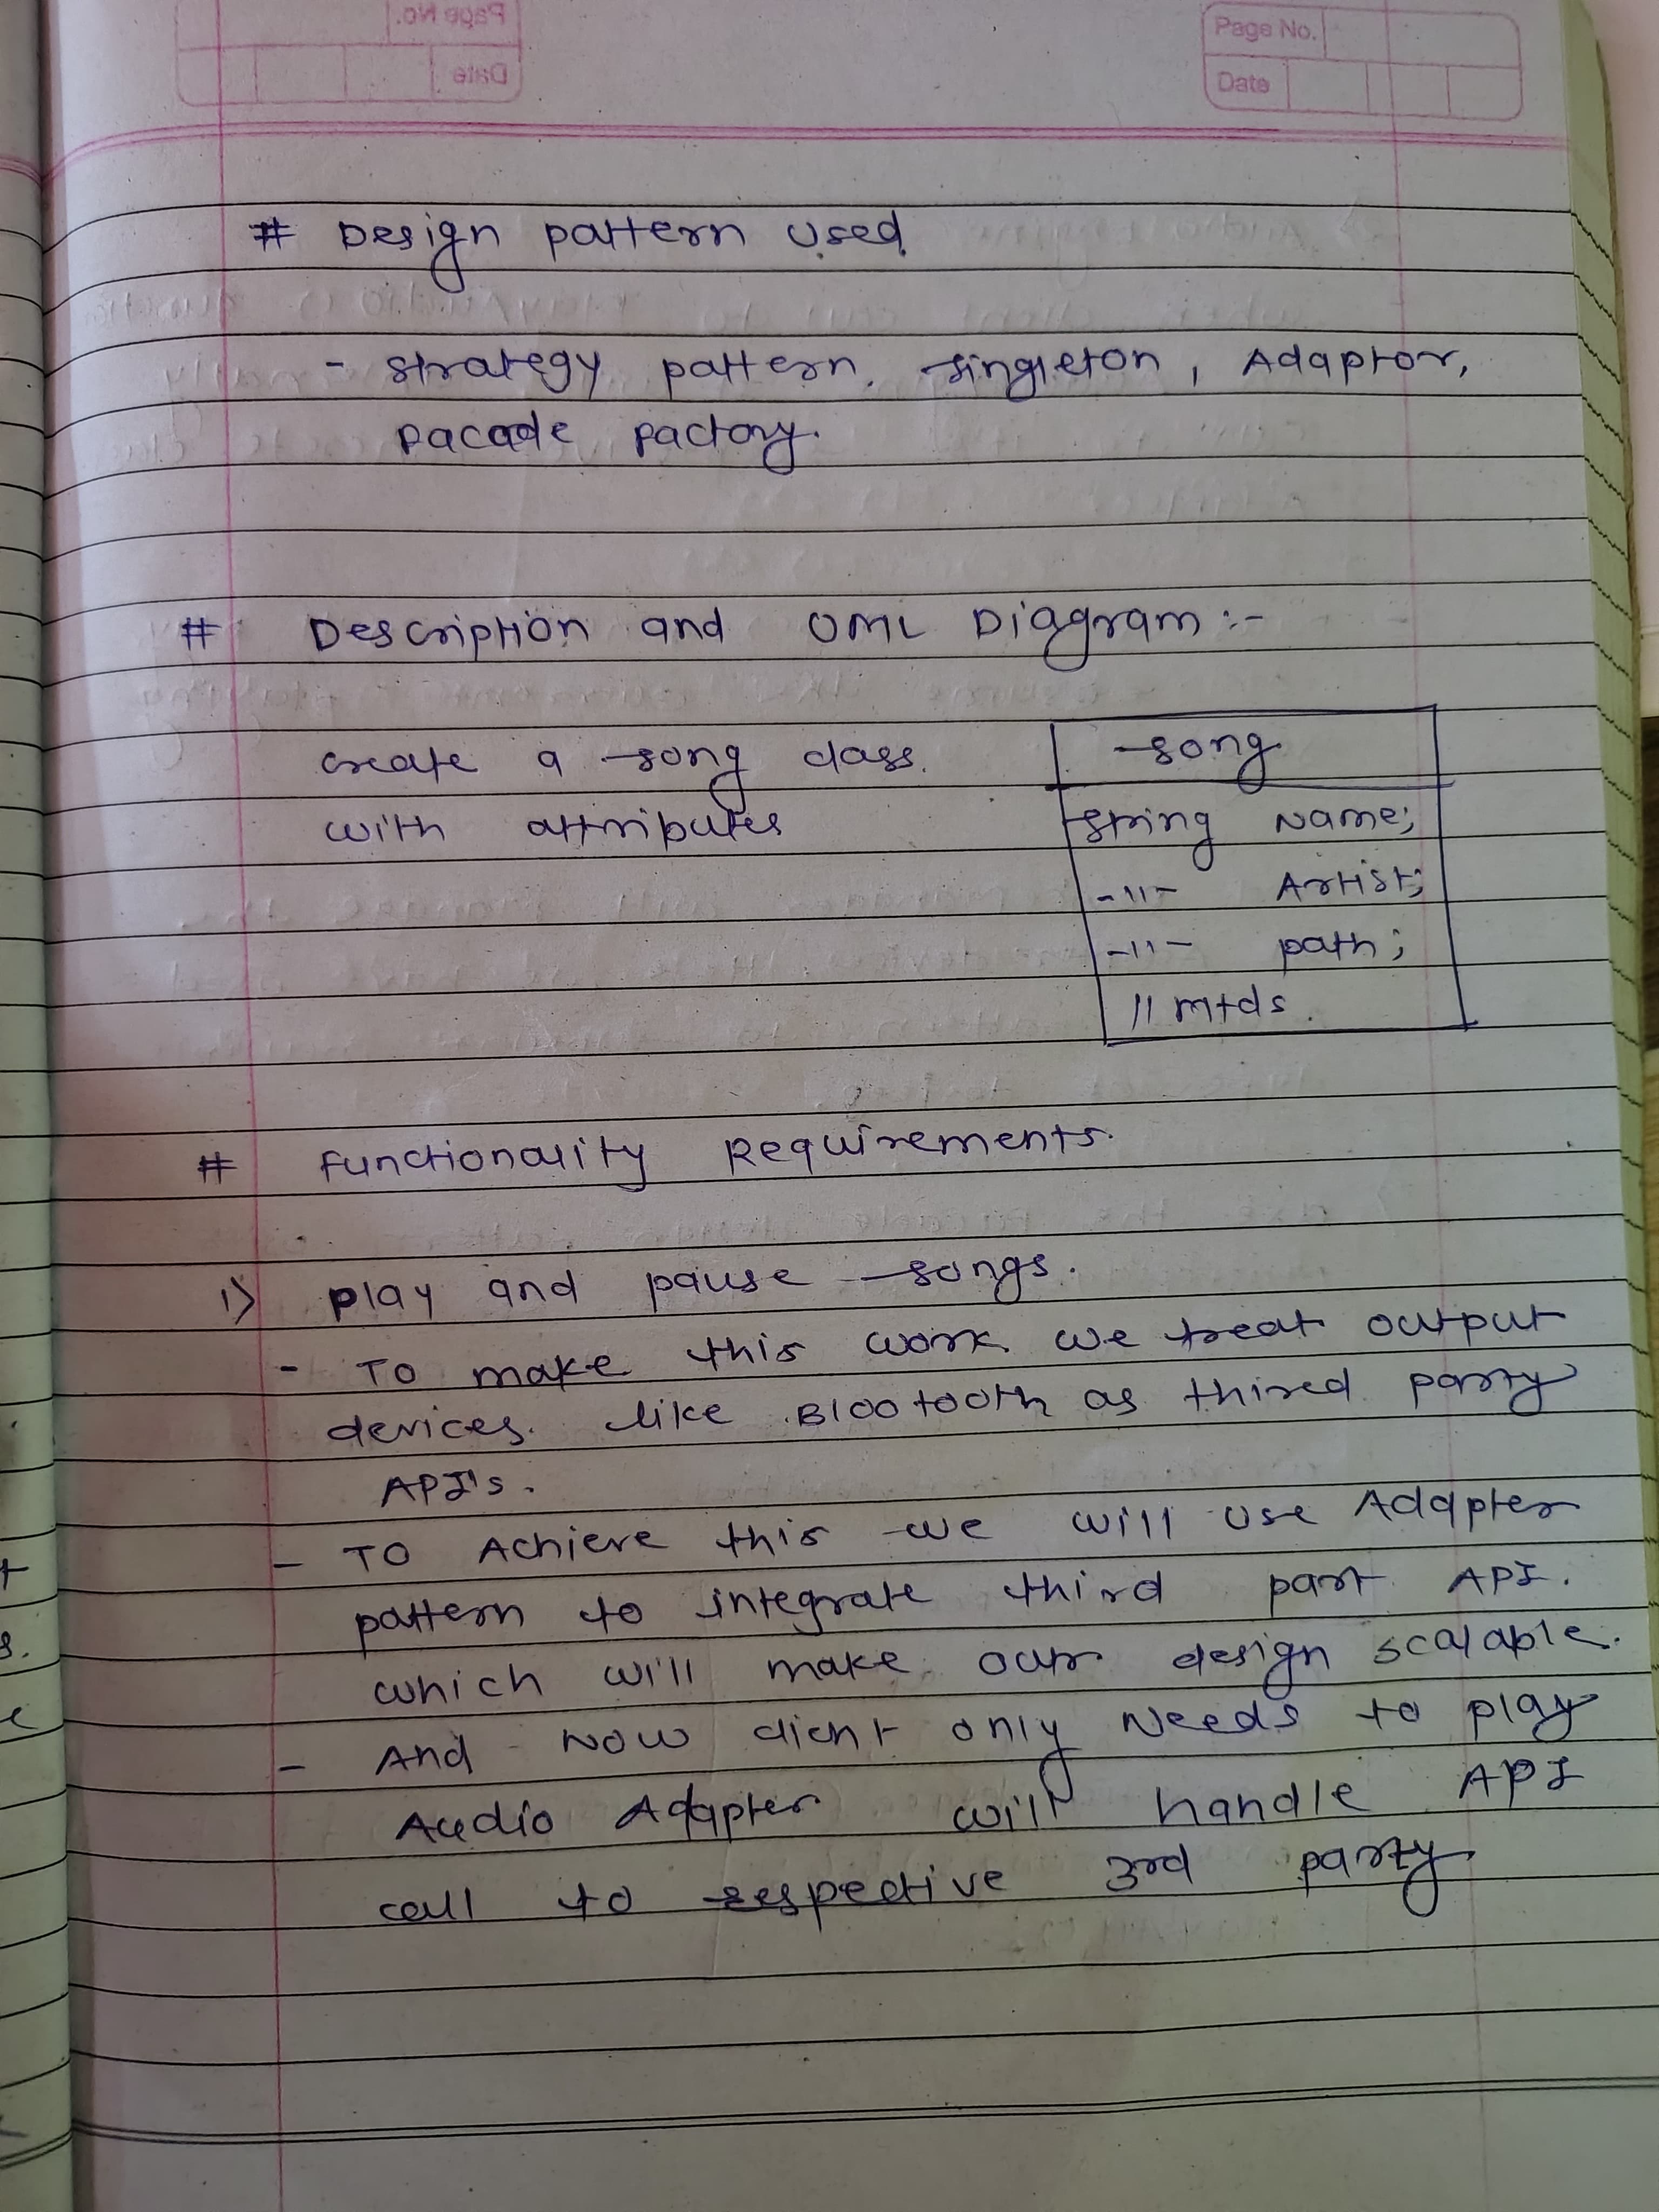 Page No.
Date
# Design pattern Used
- strategy pattern, singleton, Adaptor,
Facade Factory.
# Description and UML Diagram :-
create a song class.
with attributes
song
string Name;
-11- Artist;
-11- path;
// mtds.
# Functionality Requirements.
1) Play and pause songs.
- To make this work we treat output
devices. like Blootooth as thired party
API's.
- To Achieve this we will use Adapter
pattern to integrate third part API.
which will make our design scalable.
- And Now client only Needs to play
Audio Adapter will handle API
call to respective 3rd party